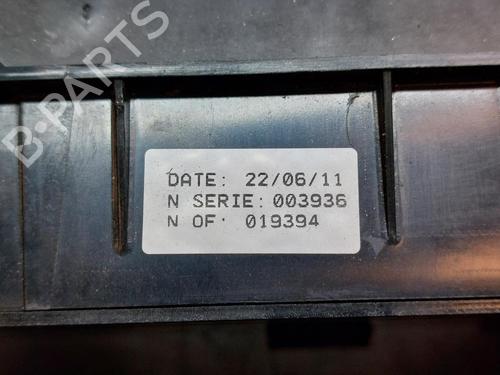 B-PARTS
DATE: 22/06/11
N SERIE: 003936
N OF: 019394